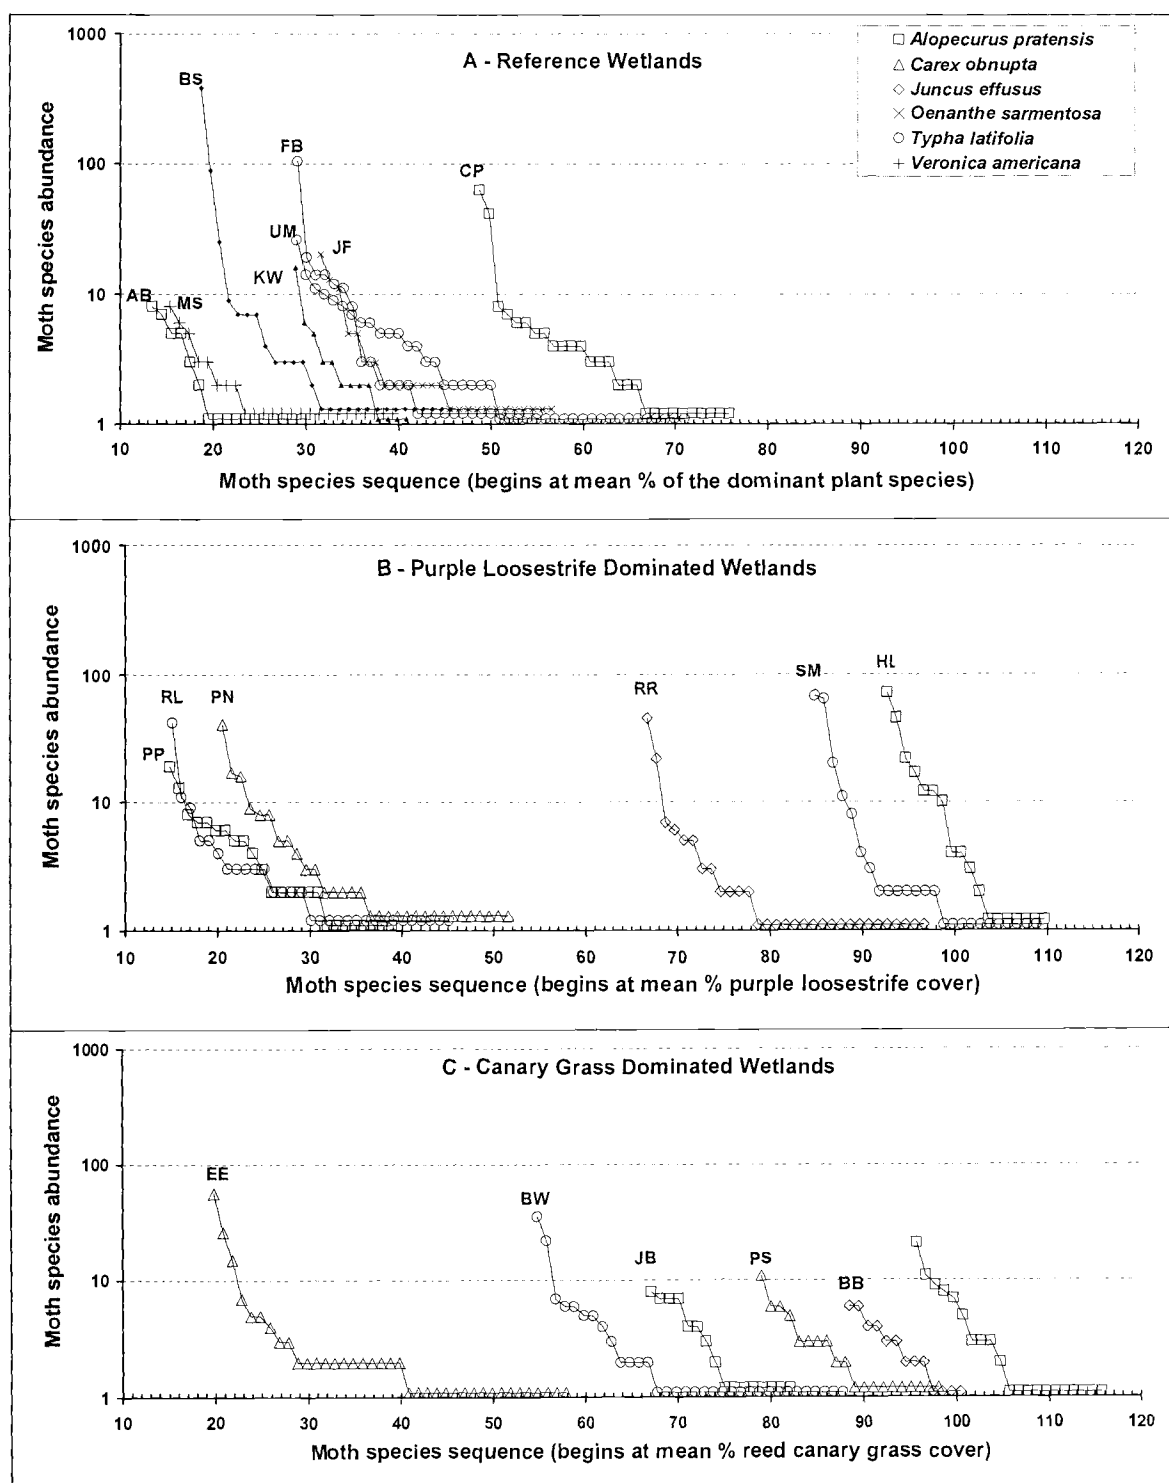 A - Reference Wetlands
Alopecurus pratensis
Carex obnupta
Juncus effusus
Oenanthe sarmentosa
Typha latifolia
Veronica americana
Moth species abundance
1000
100
10
1
BS
FB
CP
UM
JF
KW
AB
MS
10 20 30 40 50 60 70 80 90 100 110 120
Moth species sequence (begins at mean % of the dominant plant species)
B - Purple Loosestrife Dominated Wetlands
Moth species abundance
1000
100
10
1
RL
PN
PP
RR
SM
HL
10 20 30 40 50 60 70 80 90 100 110 120
Moth species sequence (begins at mean % purple loosestrife cover)
C - Canary Grass Dominated Wetlands
Moth species abundance
1000
100
10
1
EE
BW
JB
PS
BB
10 20 30 40 50 60 70 80 90 100 110 120
Moth species sequence (begins at mean % reed canary grass cover)